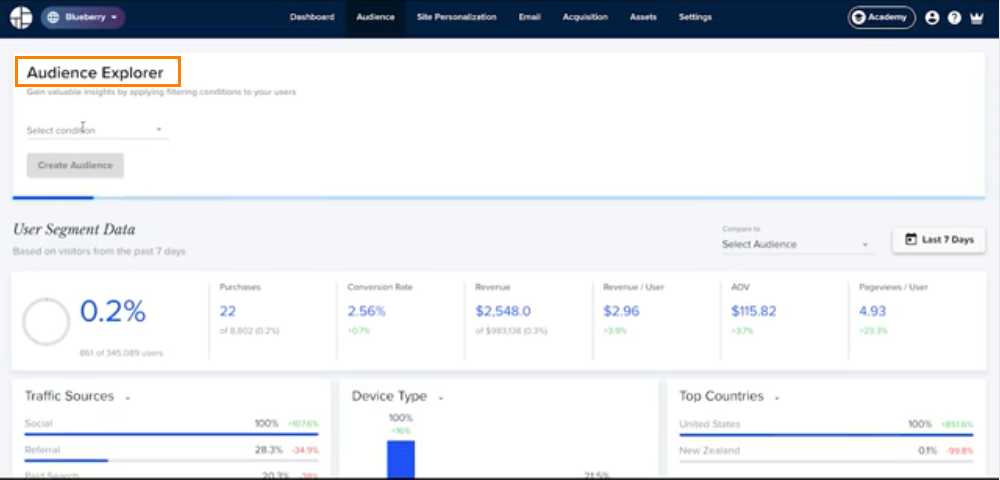 Blueberry
Dashboard Audience Site Personalization Email Acquisition Assets Settings
Academy
Audience Explorer
Gain valuable insights by applying filtering conditions to your users
Select condition
Create Audience
User Segment Data
Based on visitors from the past 7 days
Compare to
Select Audience
Last 7 Days
0.2%
861 of 345,089 users
Purchases
22
of 8,802 (0.2%)
Conversion Rate
2.56%
+0.7%
Revenue
$2,548.0
of $983,138 (0.3%)
Revenue / User
$2.96
+3.9%
AOV
$115.82
+3.7%
Pageviews / User
4.93
+23.3%
Traffic Sources
Social 100% +107.6%
Referral 28.3% -34.9%
Paid Search 20.3% -38%
Device Type
100%
+16%
21.5%
Top Countries
United States 100% +851.6%
New Zealand 0.1% -99.8%